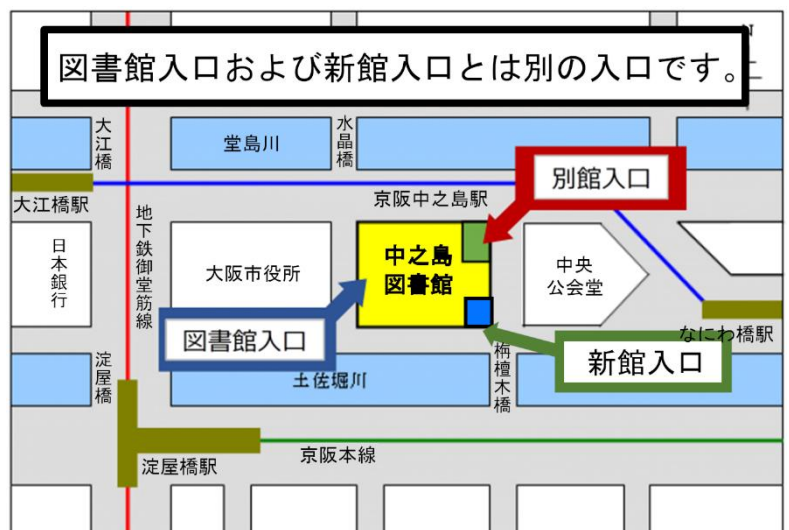 図書館入口および新館入口とは別の入口です。
N
大江橋
堂島川
水晶橋
別館入口
大江橋駅
京阪中之島駅
地下鉄御堂筋線
日本銀行
大阪市役所
中之島
図書館
中央
公会堂
図書館入口
なにわ橋駅
新館入口
淀屋橋
土佐堀川
栴檀木橋
淀屋橋駅
京阪本線